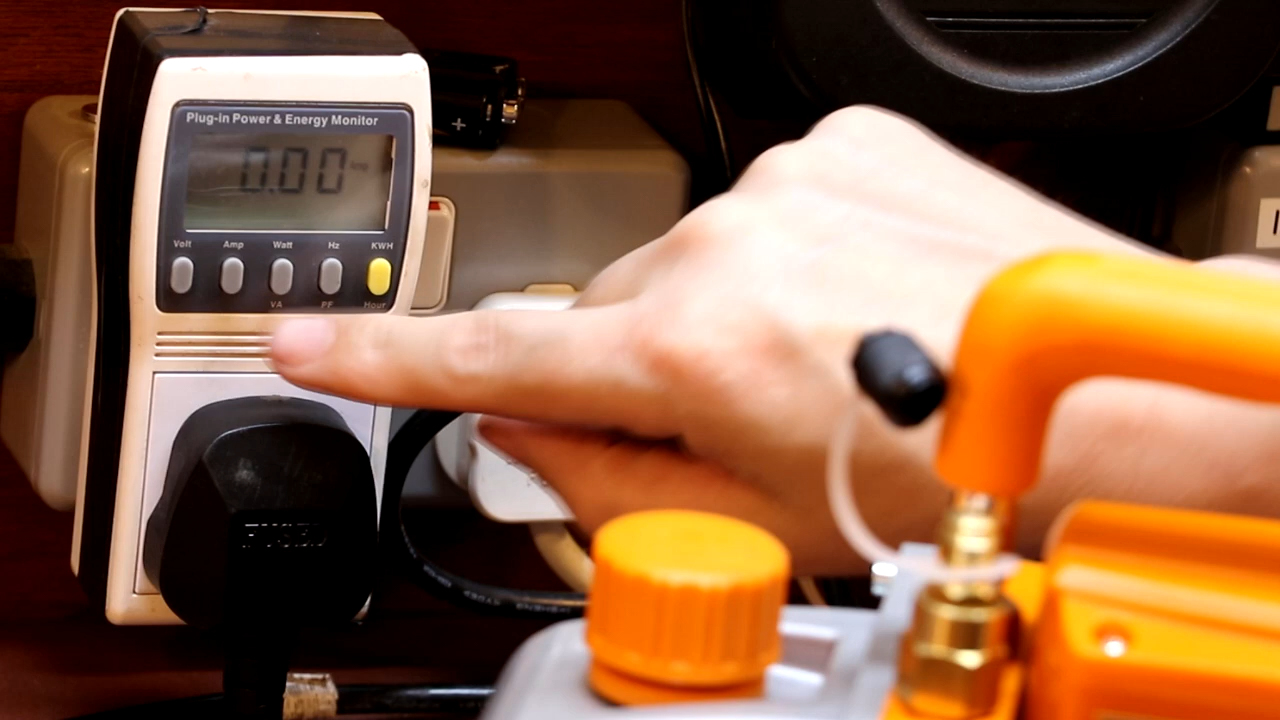 Plug-in Power & Energy Monitor
0.00
Volt Amp Watt Hz KWH
VA PF Hour
FUSED